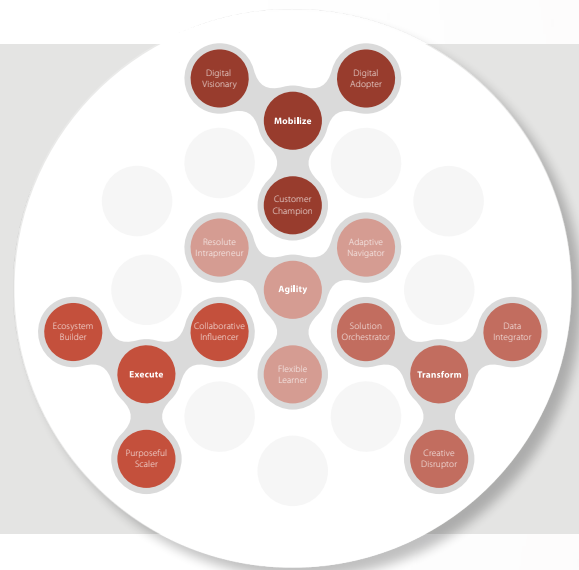 Digital
Visionary
Digital
Adopter
Mobilize
Customer
Champion
Resolute
Intrapreneur
Adaptive
Navigator
Agility
Ecosystem
Builder
Collaborative
Influencer
Solution
Orchestrator
Data
Integrator
Execute
Flexible
Learner
Transform
Purposeful
Scaler
Creative
Disruptor